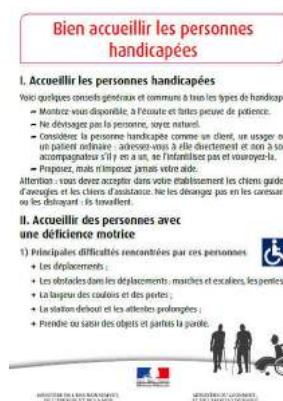 Bien accueillir les personnes
handicapées
I. Accueillir les personnes handicapées
Voici quelques conseils généraux et communs à tous les types de handicap
Montrez-vous disponible, à l'écoute et faites preuve de patience.
Ne dévisagez pas la personne, soyez naturel.
Considérez la personne handicapée comme un client, un usager o
un patient ordinaire : adressez-vous à elle directement et non à so
accompagnateur s'il y en a un, ne l'infantilisez pas et vouvoyez-la.
Proposez, mais n'imposez jamais votre aide.
Attention : vous devez accepter dans votre établissement les chiens guide
d'aveugles et les chiens d'assistance. Ne les dérangez pas en les caressan
ou les distrayant : ils travaillent.
II. Accueillir des personnes avec
une déficience motrice
1) Principales difficultés rencontrées par ces personnes
+ Les déplacements ;
+ Les obstacles dans les déplacements : marches et escaliers, les pentes
+ La largeur des couloirs et des portes ;
+ La station debout et les attentes prolongées ;
+ Prendre ou saisir des objets et parfois la parole.